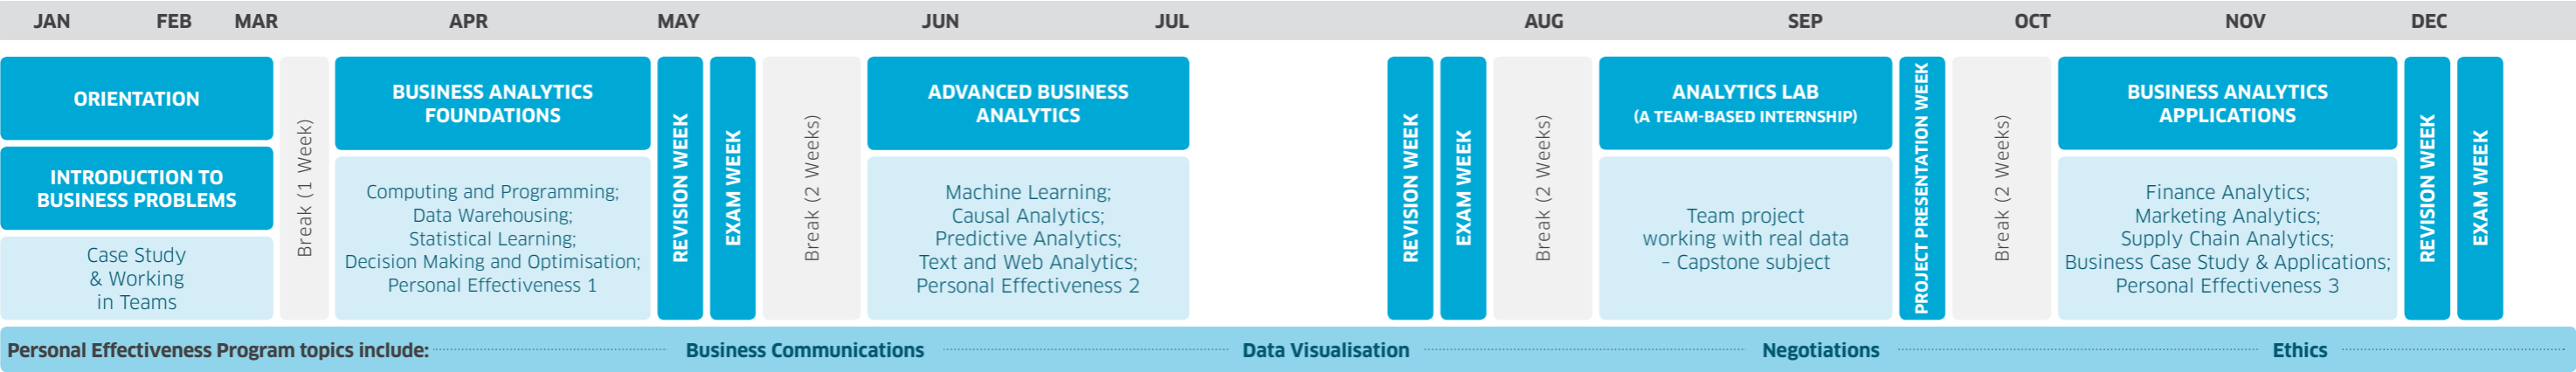 JAN FEB MAR APR MAY JUN JUL AUG SEP OCT NOV DEC
ORIENTATION
INTRODUCTION TO
BUSINESS PROBLEMS
Case Study
& Working
in Teams
Break (1 Week)
BUSINESS ANALYTICS
FOUNDATIONS
Computing and Programming;
Data Warehousing;
Statistical Learning;
Decision Making and Optimisation;
Personal Effectiveness 1
REVISION WEEK
EXAM WEEK
Break (2 Weeks)
ADVANCED BUSINESS
ANALYTICS
Machine Learning;
Causal Analytics;
Predictive Analytics;
Text and Web Analytics;
Personal Effectiveness 2
REVISION WEEK
EXAM WEEK
Break (2 Weeks)
ANALYTICS LAB
(A TEAM-BASED INTERNSHIP)
Team project
working with real data
– Capstone subject
PROJECT PRESENTATION WEEK
Break (2 Weeks)
BUSINESS ANALYTICS
APPLICATIONS
Finance Analytics;
Marketing Analytics;
Supply Chain Analytics;
Business Case Study & Applications;
Personal Effectiveness 3
REVISION WEEK
EXAM WEEK
Personal Effectiveness Program topics include: Business Communications Data Visualisation Negotiations Ethics